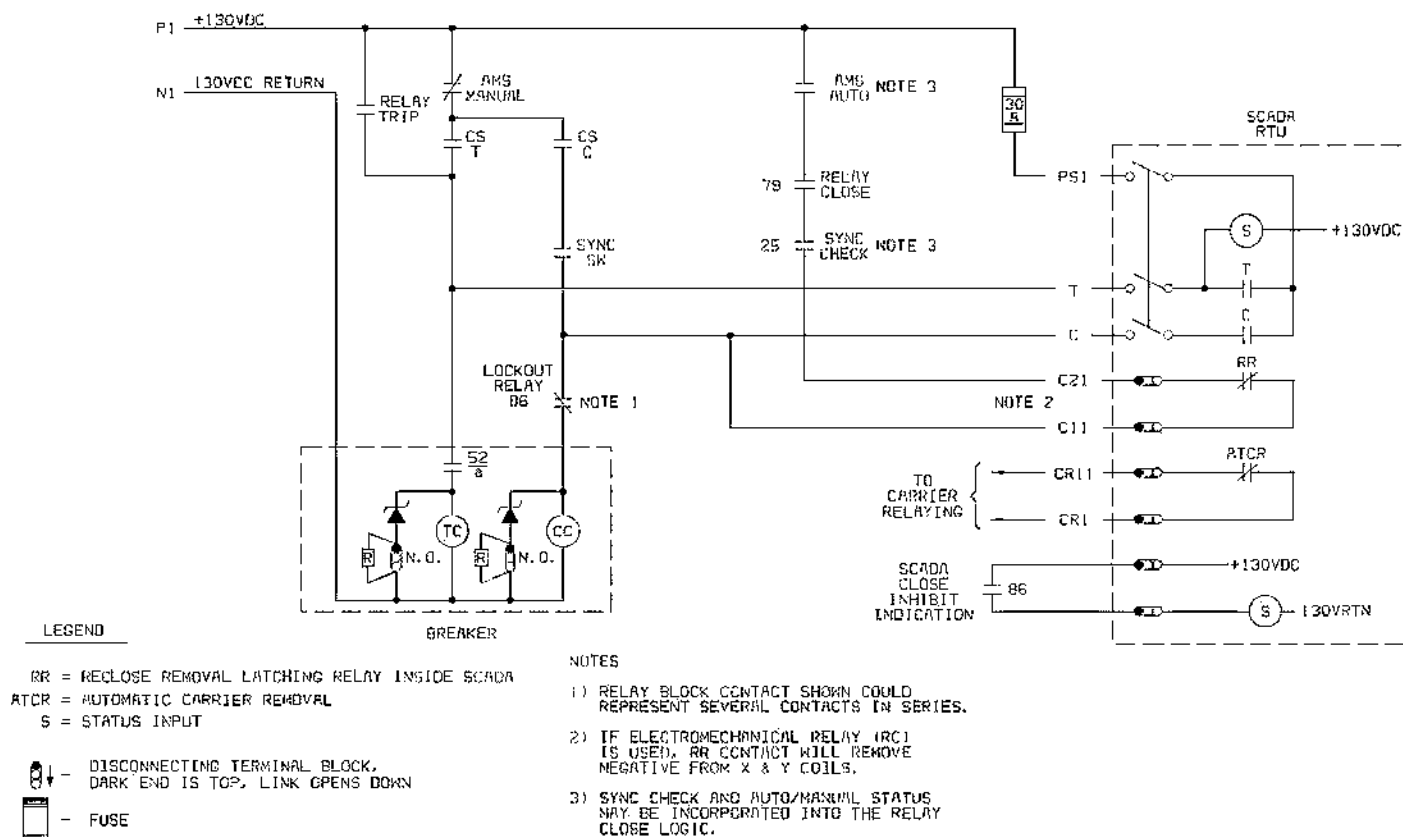 P1 +130VDC
N1 130VDC RETURN
RELAY
TRIP
AMS
MANUAL
CS
T
CS
C
SYNC
SW
AMS
AUTO NOTE 3
79 RELAY
CLOSE
25 SYNC
CHECK NOTE 3
30
A
SCADA
RTU
PS1
S +130VDC
T
T
C
C
LOCKOUT
RELAY
86 NOTE 1
C21
RR
NOTE 2
C11
ATCR
CR11
TO
CARRIER
RELAYING
CR1
52
a
TC
CC
R N.O.
R N.O.
BREAKER
SCADA
CLOSE
INHIBIT
INDICATION
86
+130VDC
S 130VRTN
LEGEND
RR = RECLOSE REMOVAL LATCHING RELAY INSIDE SCADA
ATCR = AUTOMATIC CARRIER REMOVAL
S = STATUS INPUT
- DISCONNECTING TERMINAL BLOCK,
DARK END IS TOP, LINK OPENS DOWN
- FUSE
NOTES
1) RELAY BLOCK CONTACT SHOWN COULD
REPRESENT SEVERAL CONTACTS IN SERIES.
2) IF ELECTROMECHANICAL RELAY (RC)
IS USED, RR CONTACT WILL REMOVE
NEGATIVE FROM X & Y COILS.
3) SYNC CHECK AND AUTO/MANUAL STATUS
MAY BE INCORPORATED INTO THE RELAY
CLOSE LOGIC.